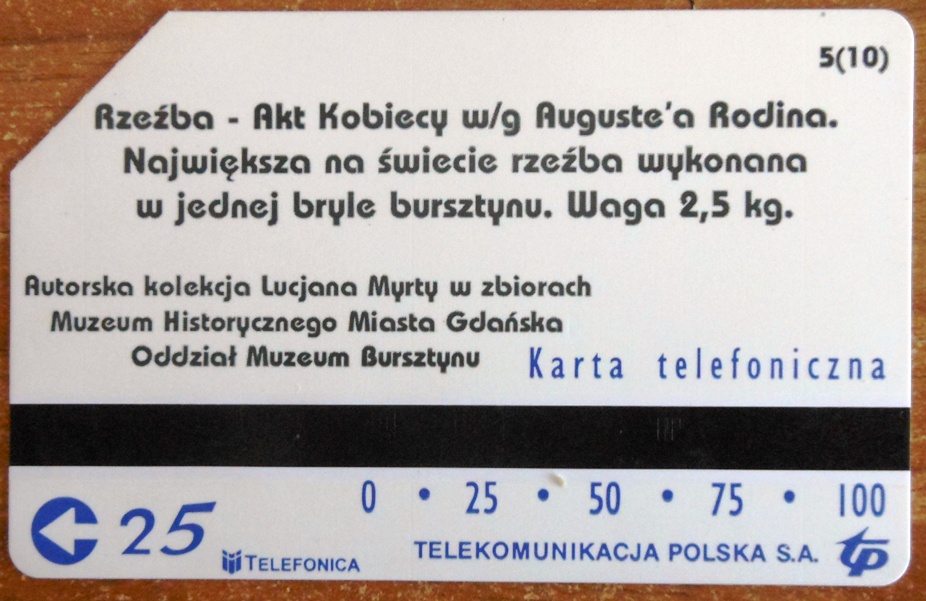 5(10)
Rzeźba - Akt Kobiecy w/g Auguste'a Rodina.
Największa na świecie rzeźba wykonana
w jednej bryle bursztynu. Waga 2,5 kg.
Autorska kolekcja Lucjana Myrty w zbiorach
Muzeum Historycznego Miasta Gdańska
Oddział Muzeum Bursztynu
Karta telefoniczna
0 • 25 • 50 • 75 • 100
25
TELEFONICA
TELEKOMUNIKACJA POLSKA S.A.
tp